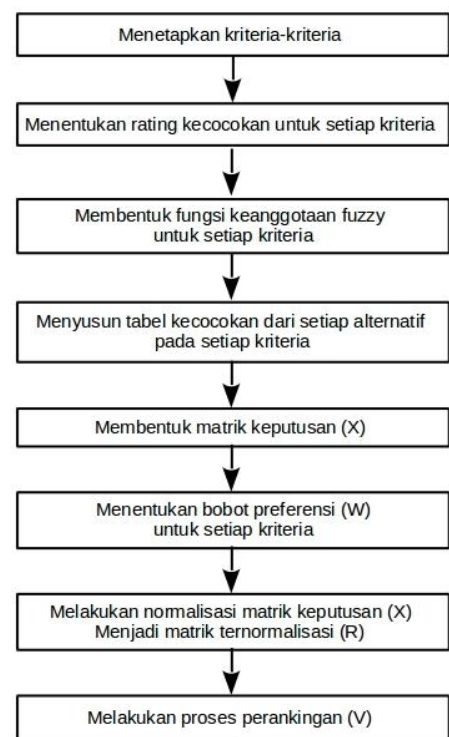 Menetapkan kriteria-kriteria
Menentukan rating kecocokan untuk setiap kriteria
Membentuk fungsi keanggotaan fuzzy
untuk setiap kriteria
Menyusun tabel kecocokan dari setiap alternatif
pada setiap kriteria
Membentuk matrik keputusan (X)
Menentukan bobot preferensi (W)
untuk setiap kriteria
Melakukan normalisasi matrik keputusan (X)
Menjadi matrik ternormalisasi (R)
Melakukan proses perankingan (V)